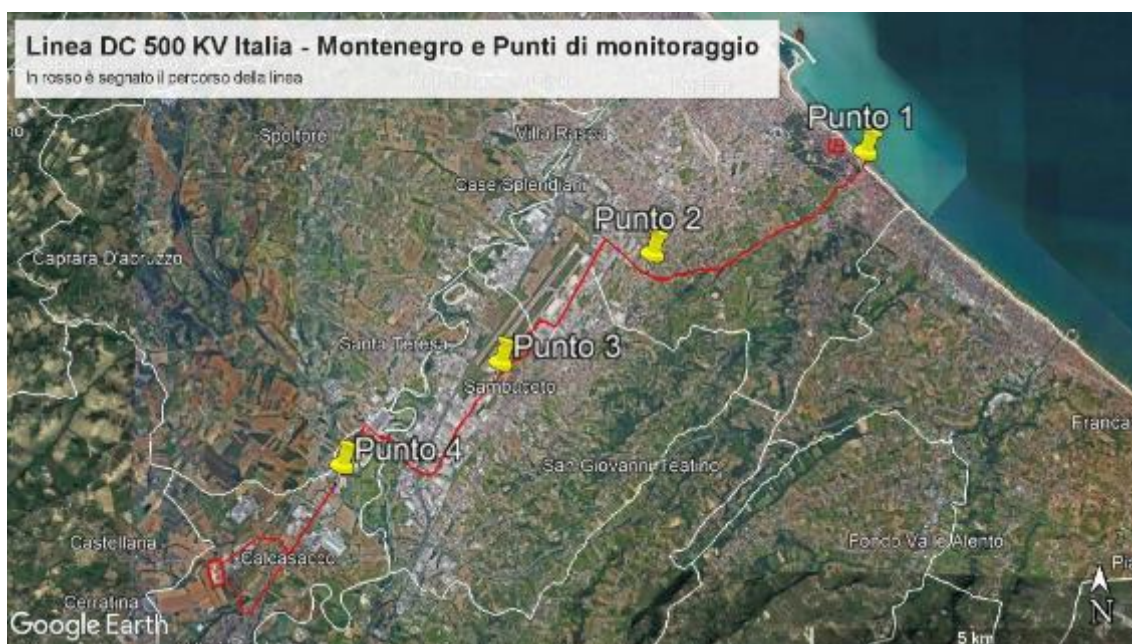 Linea DC 500 KV Italia - Montenegro e Punti di monitoraggio
In rosso è segnato il percorso della linea
Punto 1
Spoltore
Villa Raspa
Case Splendiani
Punto 2
Caprara D'abruzzo
Santa Teresa
Punto 3
Sambuceto
Franca
Punto 4
San Giovanni Teatino
Castellana
Calcasacco
Fondo Valle Alento
Pia
Cerratina
N
Google Earth
5 km